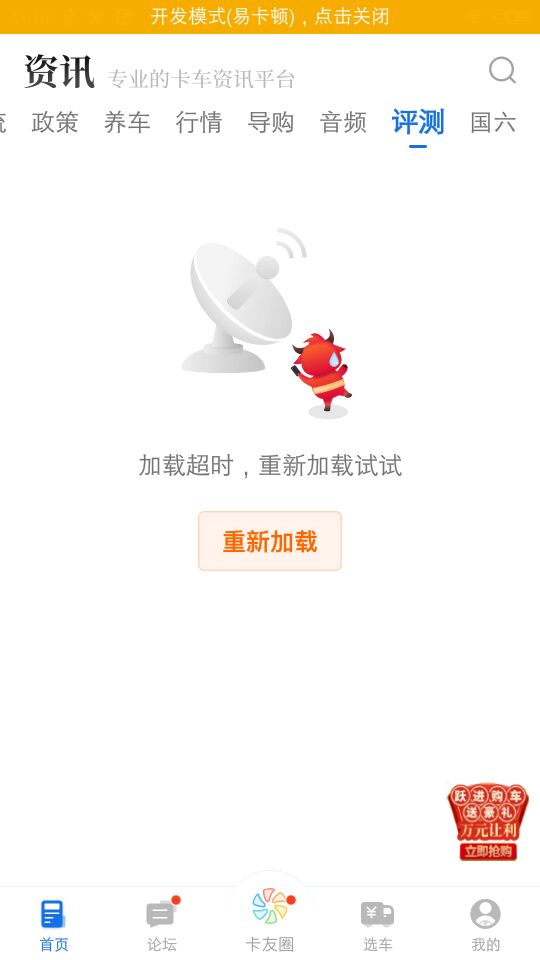 开发模式(易卡顿)，点击关闭
资讯 专业的卡车资讯平台
政策 养车 行情 导购 音频 评测 国六
加载超时，重新加载试试
重新加载
跃进购车
送豪礼
万元让利
立即抢购
首页 论坛 卡友圈 选车 我的